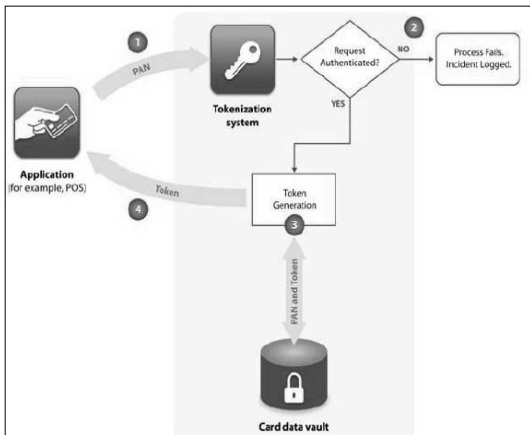 1
PAN
Tokenization
system
Request
Authenticated?
2
NO
Process Fails.
Incident Logged.
YES
Application
(for example, POS)
Token
4
Token
Generation
3
PAN and Token
Card data vault